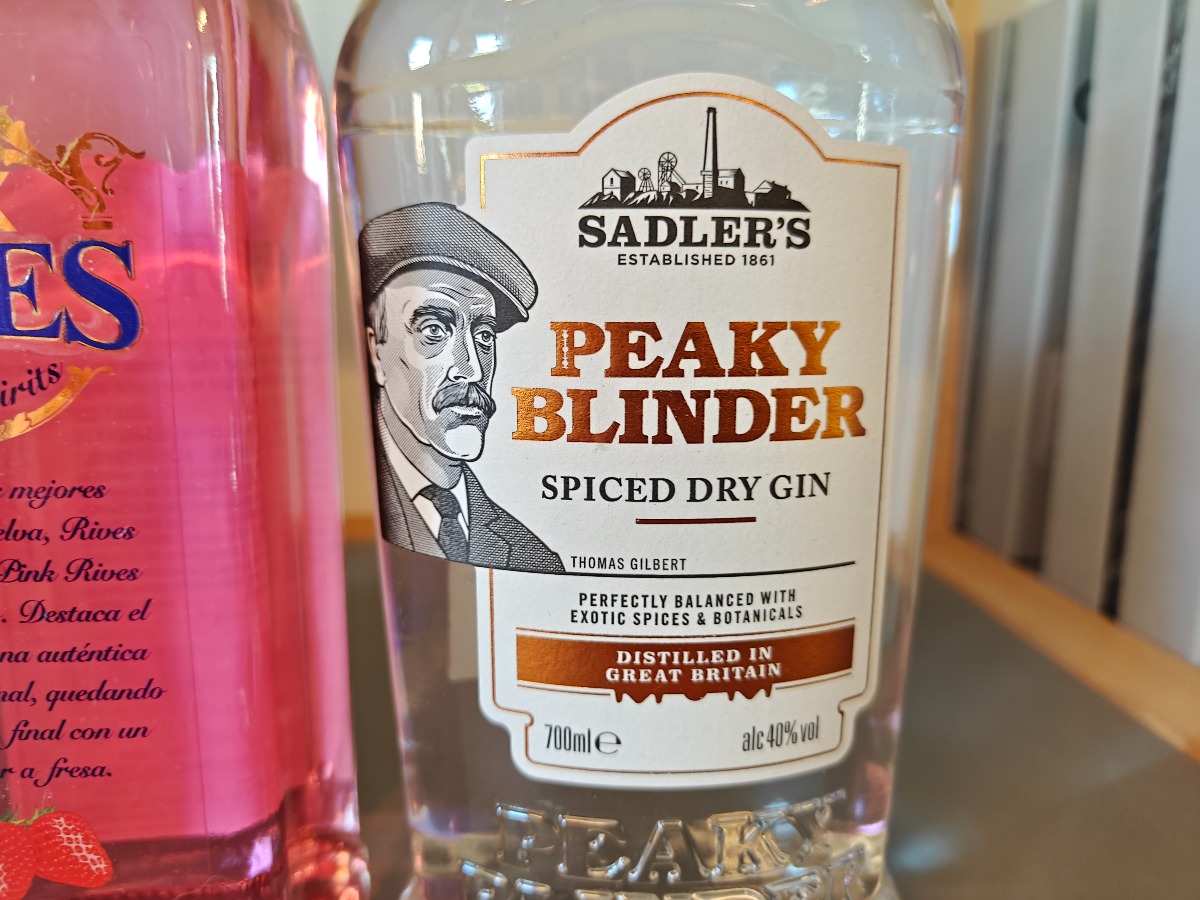 ES
mejores
elva, Rives
Pink Rives
. Destaca el
na auténtica
nal, quedando
final con un
r a fresa.
SADLER'S
ESTABLISHED 1861
PEAKY
BLINDER
SPICED DRY GIN
THOMAS GILBERT
PERFECTLY BALANCED WITH
EXOTIC SPICES & BOTANICALS
DISTILLED IN
GREAT BRITAIN
700ml ℮
alc 40% vol
PEAKY
BLINDER